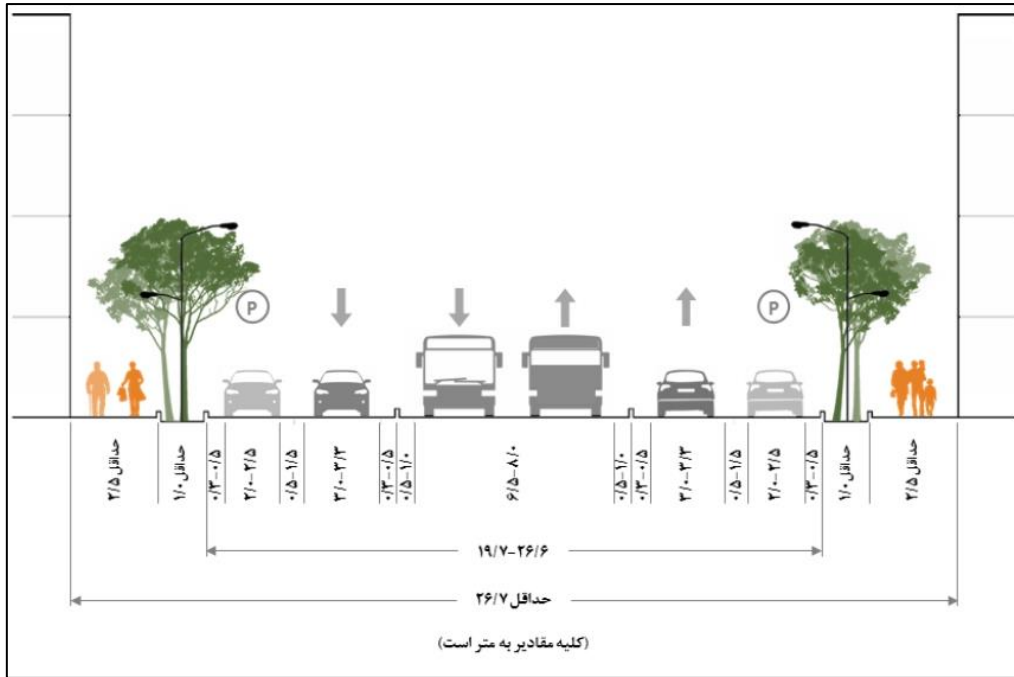 P
P
حداقل ۲/۵
حداقل ۱/۰
۰/۳-۰/۵
۲/۰-۲/۵
۰/۵-۱/۵
۳/۰-۳/۳
۰/۳-۰/۵
۰/۵-۱/۰
۶/۵-۸/۰
۰/۵-۱/۰
۰/۳-۰/۵
۳/۰-۳/۳
۰/۵-۱/۵
۲/۰-۲/۵
۰/۳-۰/۵
حداقل ۱/۰
حداقل ۲/۵
۱۹/۷-۲۶/۶
حداقل ۲۶/۷
(کلیه مقادیر به متر است)